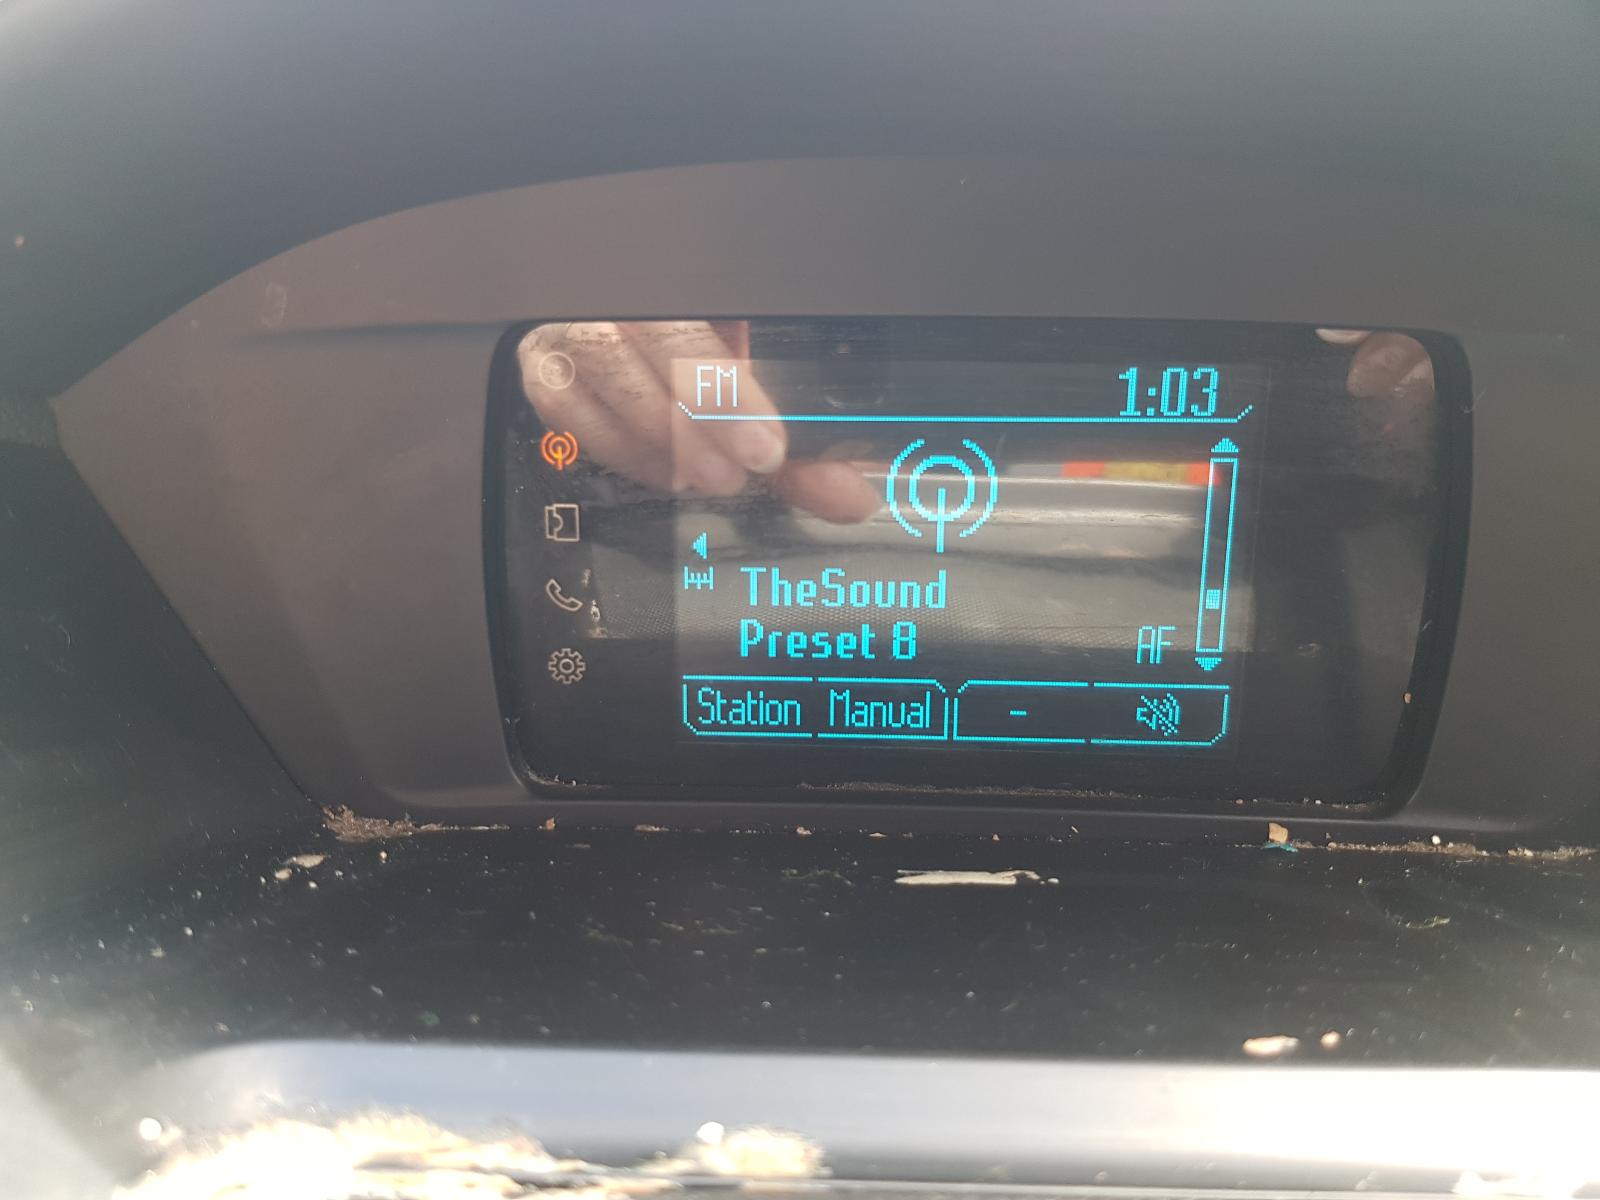 FM 1:03
TheSound
Preset 8 AF
Station Manual -